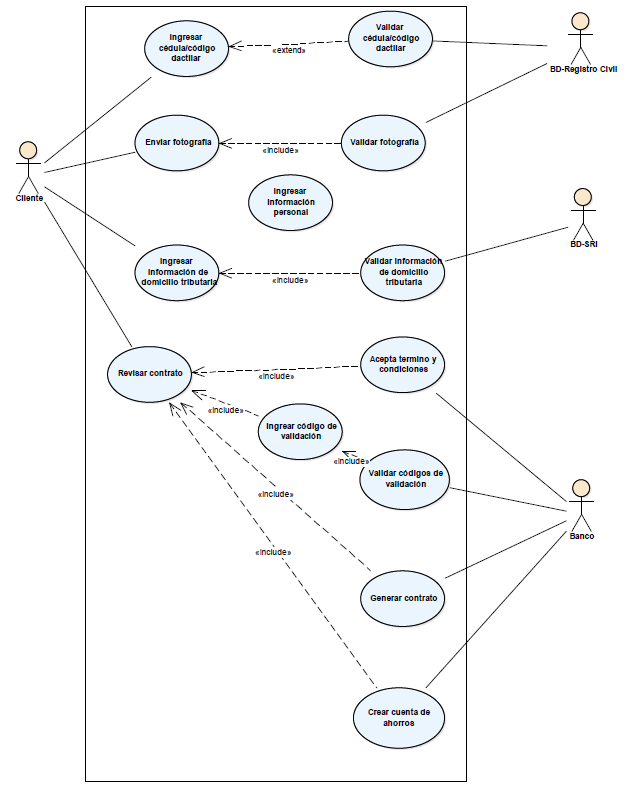 Ingresar
cédula/código
dactilar
«extend»
Validar
cédula/código
dactilar
BD-Registro Civil
Enviar fotografía
«include»
Validar fotografía
Cliente
Ingresar
información
personal
BD-SRI
Ingresar
información de
domicilio tributaria
«include»
Validar información
de domicilio
tributaria
Revisar contrato
«include»
Acepta termino y
condiciones
«include»
Ingrear código de
validación
«include»
Validar códigos de
validación
«include»
Banco
«include»
Generar contrato
Crear cuenta de
ahorros